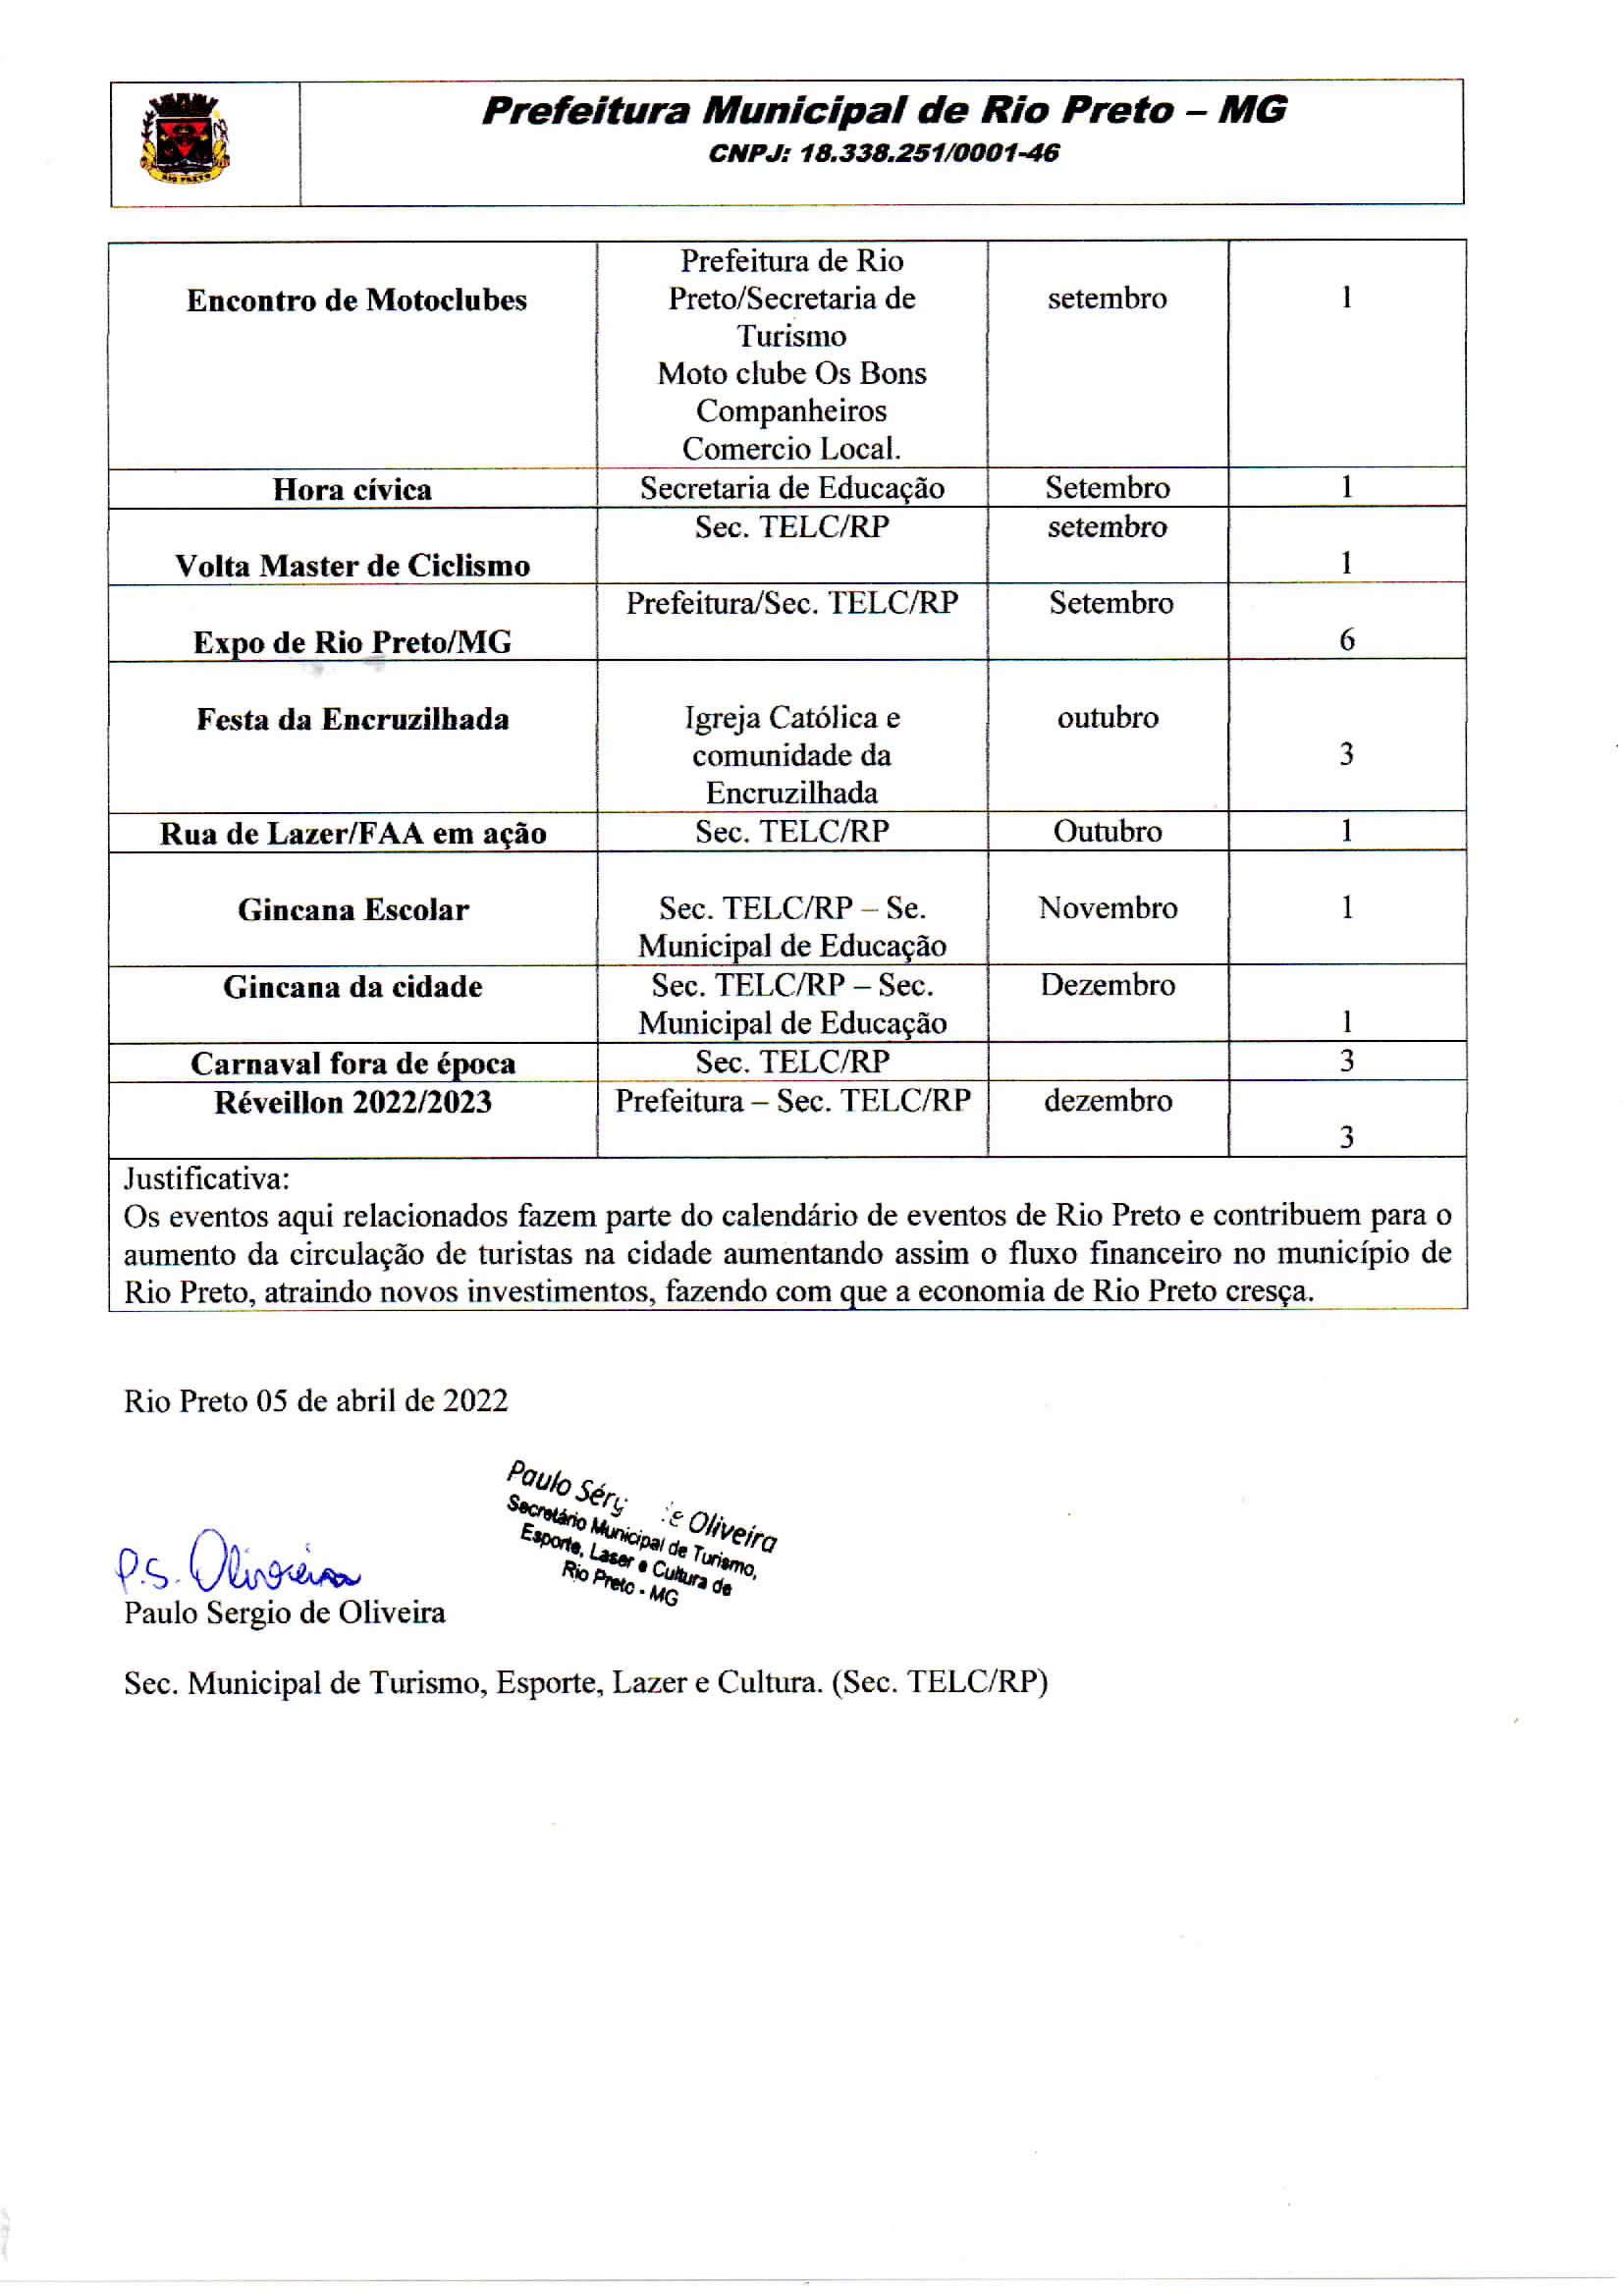 RIO PRETO
Prefeitura Municipal de Rio Preto – MG
CNPJ: 18.338.251/0001-46
Encontro de Motoclubes
Prefeitura de Rio
Preto/Secretaria de
Turismo
Moto clube Os Bons
Companheiros
Comercio Local.
setembro
1
Hora cívica
Secretaria de Educação
Setembro
1
Volta Master de Ciclismo
Sec. TELC/RP
setembro
1
Expo de Rio Preto/MG
Prefeitura/Sec. TELC/RP
Setembro
6
Festa da Encruzilhada
Igreja Católica e
comunidade da
Encruzilhada
outubro
3
Rua de Lazer/FAA em ação
Sec. TELC/RP
Outubro
1
Gincana Escolar
Sec. TELC/RP – Se.
Municipal de Educação
Novembro
1
Gincana da cidade
Sec. TELC/RP – Sec.
Municipal de Educação
Dezembro
1
Carnaval fora de época
Sec. TELC/RP
3
Réveillon 2022/2023
Prefeitura – Sec. TELC/RP
dezembro
3
Justificativa:
Os eventos aqui relacionados fazem parte do calendário de eventos de Rio Preto e contribuem para o
aumento da circulação de turistas na cidade aumentando assim o fluxo financeiro no município de
Rio Preto, atraindo novos investimentos, fazendo com que a economia de Rio Preto cresça.
Rio Preto 05 de abril de 2022
Paulo Oliveira
Secretário Municipal de Turismo,
Esporte, Laser e Cultura de
Rio Preto - MG
P.S. Oliveira
Paulo Sergio de Oliveira
Sec. Municipal de Turismo, Esporte, Lazer e Cultura. (Sec. TELC/RP)